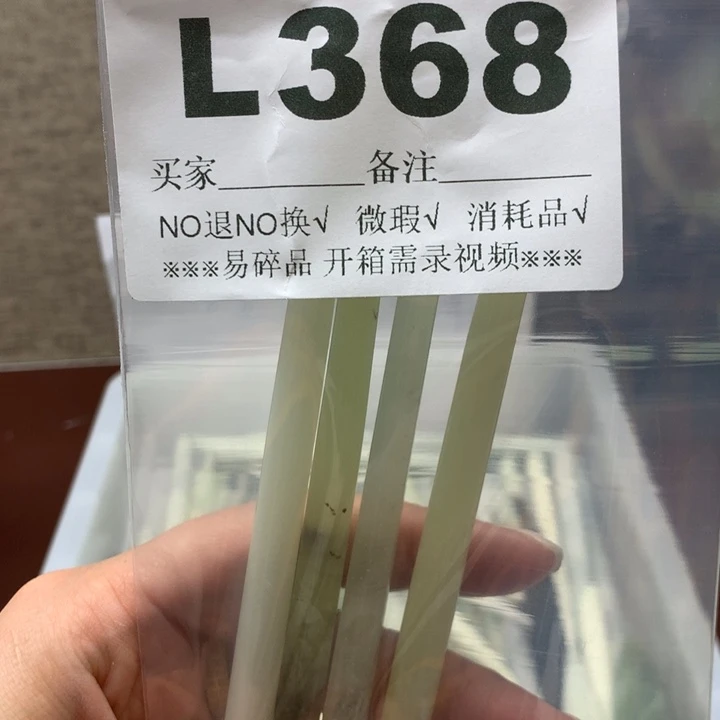 L368
买家________备注________
NO退NO换√ 微瑕√ 消耗品√
※※※易碎品 开箱需录视频※※※